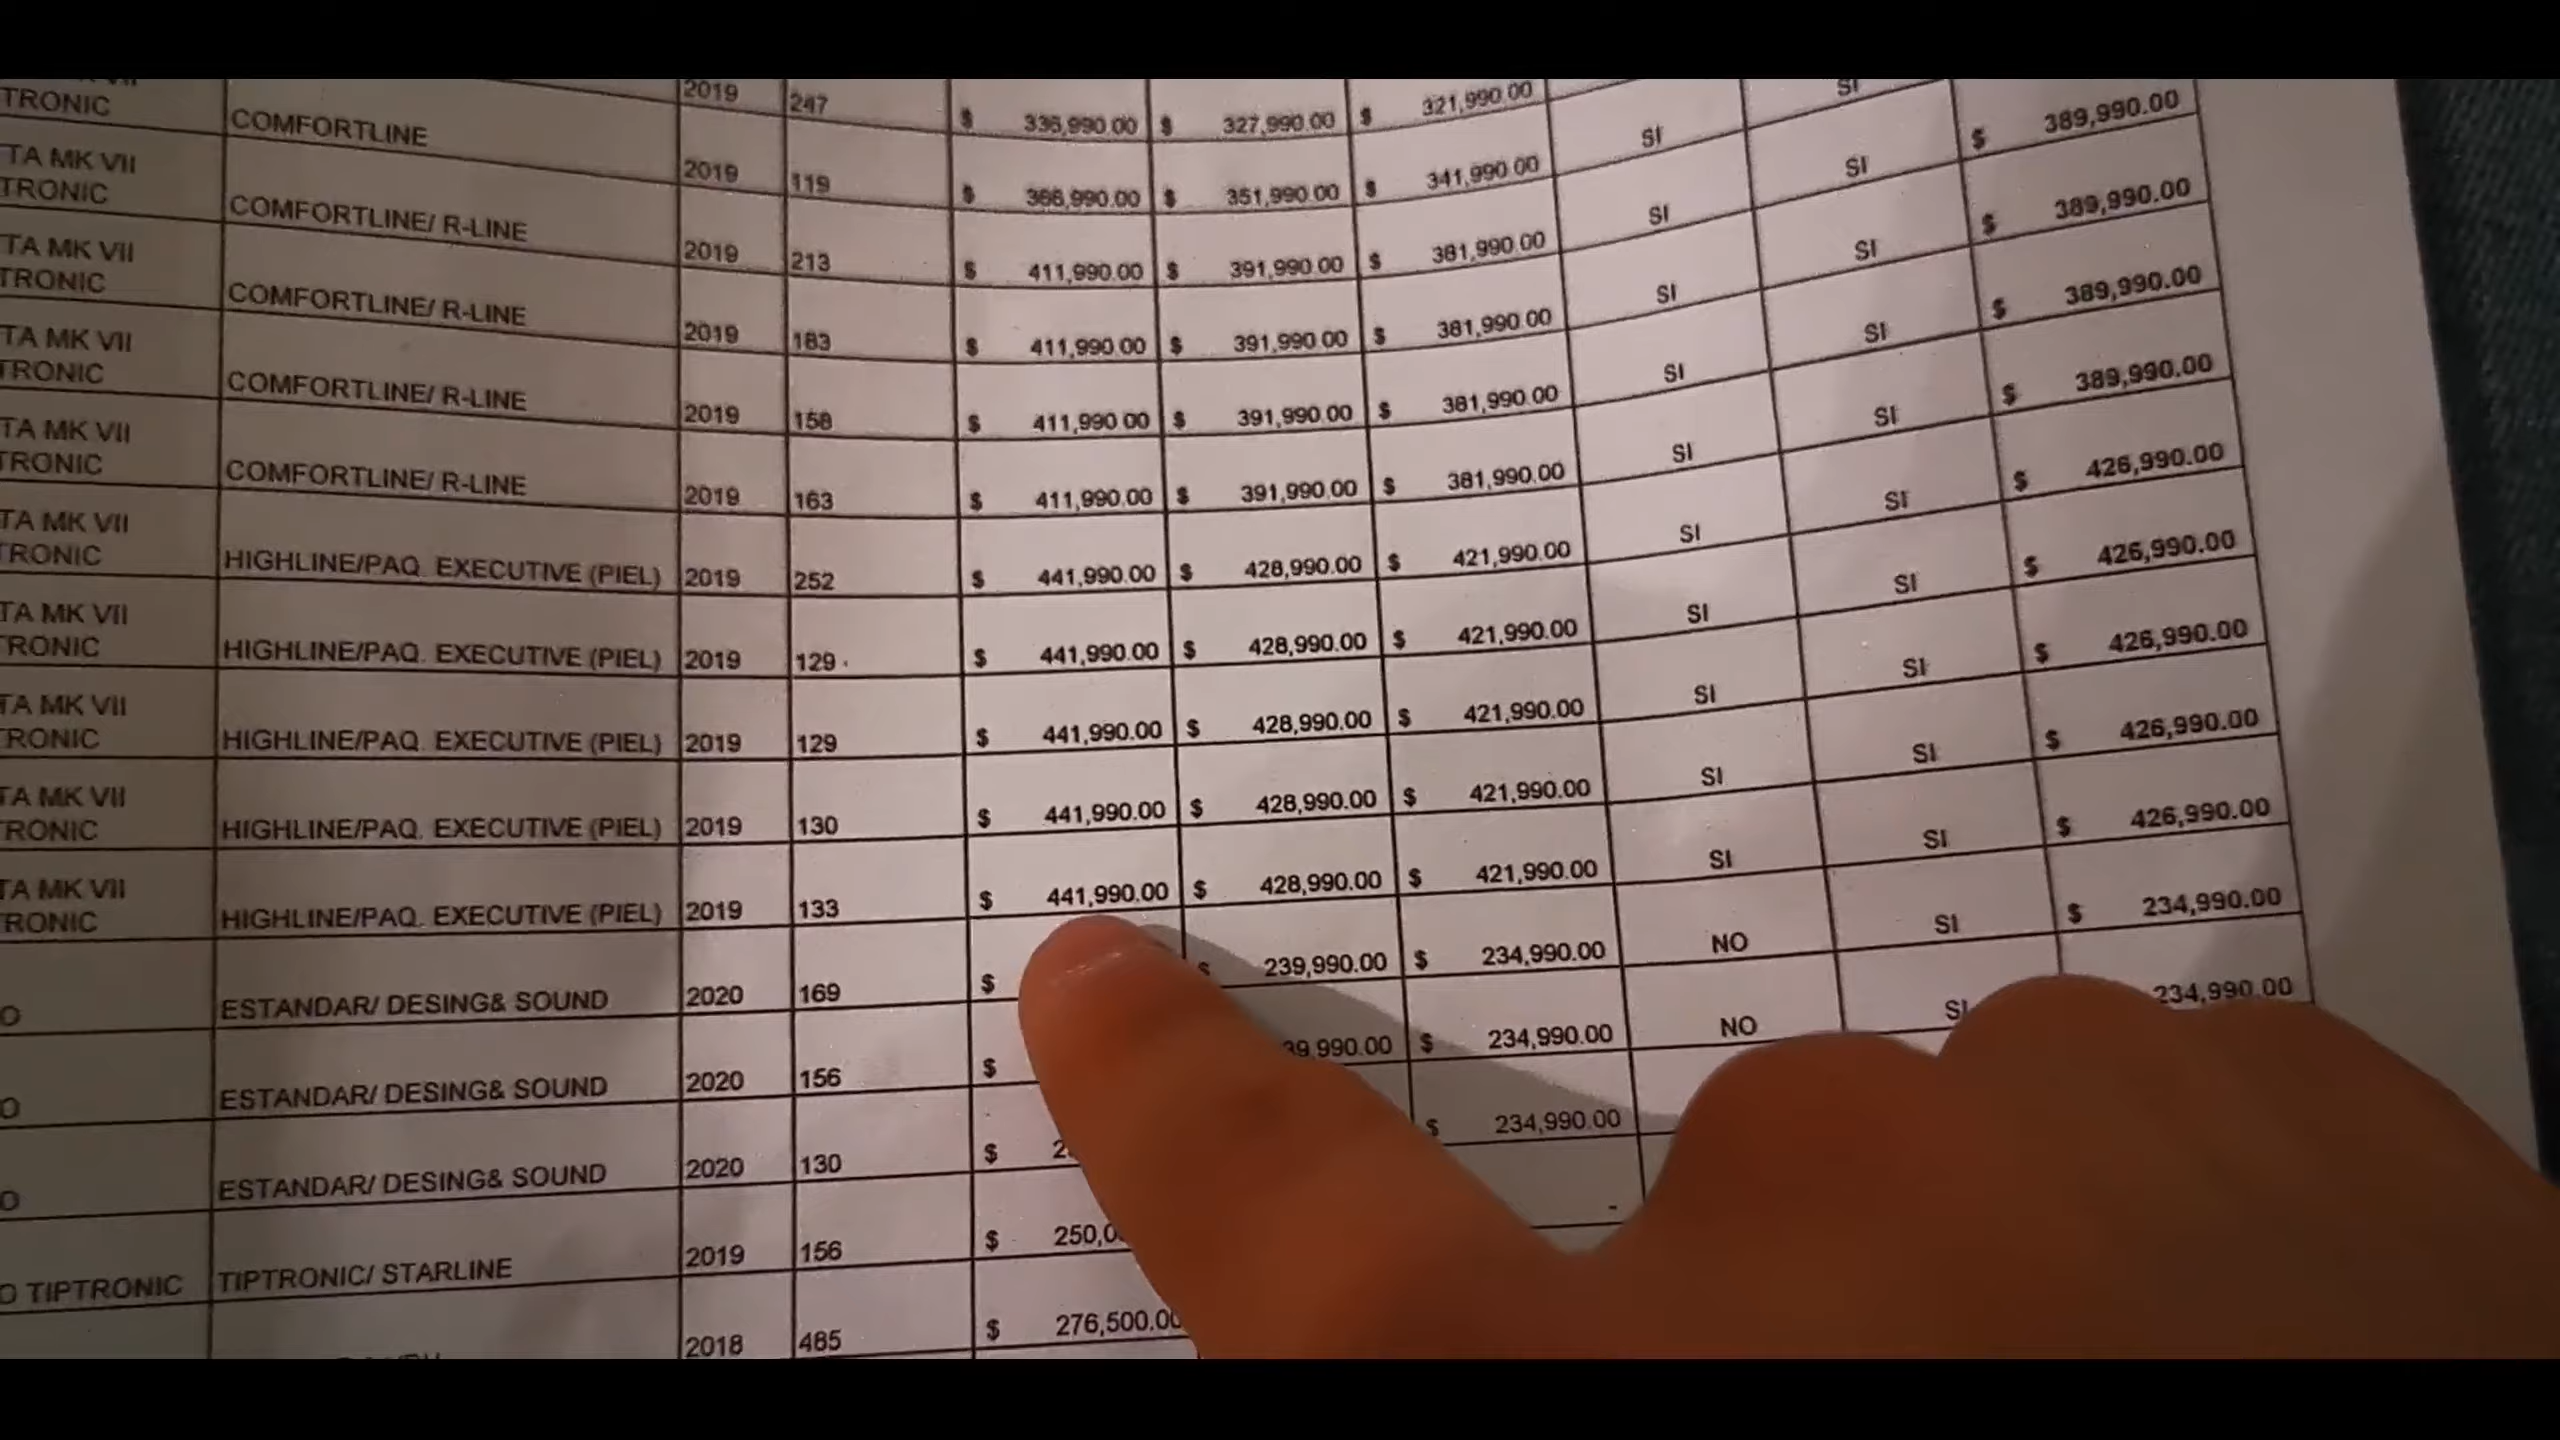 TRONIC COMFORTLINE 2019 247 $ 336,990.00 $ 327,990.00 $ 321,990.00 SI
TA MK VII
TRONIC COMFORTLINE/ R-LINE 2019 119 $ 366,990.00 $ 351,990.00 $ 341,990.00 SI SI $ 389,990.00
TA MK VII
TRONIC COMFORTLINE/ R-LINE 2019 213 $ 411,990.00 $ 391,990.00 $ 381,990.00 SI SI $ 389,990.00
TA MK VII
TRONIC COMFORTLINE/ R-LINE 2019 183 $ 411,990.00 $ 391,990.00 $ 381,990.00 SI SI $ 389,990.00
TA MK VII
TRONIC COMFORTLINE/ R-LINE 2019 158 $ 411,990.00 $ 391,990.00 $ 381,990.00 SI SI $ 389,990.00
TA MK VII
TRONIC HIGHLINE/PAQ. EXECUTIVE (PIEL) 2019 163 $ 411,990.00 $ 391,990.00 $ 381,990.00 SI SI $ 426,990.00
TA MK VII
RONIC HIGHLINE/PAQ. EXECUTIVE (PIEL) 2019 252 $ 441,990.00 $ 428,990.00 $ 421,990.00 SI SI $ 426,990.00
TA MK VII
RONIC HIGHLINE/PAQ. EXECUTIVE (PIEL) 2019 129 $ 441,990.00 $ 428,990.00 $ 421,990.00 SI SI $ 426,990.00
TA MK VII
RONIC HIGHLINE/PAQ. EXECUTIVE (PIEL) 2019 129 $ 441,990.00 $ 428,990.00 $ 421,990.00 SI SI $ 426,990.00
TA MK VII
RONIC HIGHLINE/PAQ. EXECUTIVE (PIEL) 2019 130 $ 441,990.00 $ 428,990.00 $ 421,990.00 SI SI $ 426,990.00
133 $ 441,990.00 $ 428,990.00 $ 421,990.00 SI SI $ 234,990.00
O ESTANDAR/ DESING& SOUND 2020 169 $ 239,990.00 $ 234,990.00 NO SI 234,990.00
O ESTANDAR/ DESING& SOUND 2020 156 $ 39,990.00 $ 234,990.00 NO SI
O ESTANDAR/ DESING& SOUND 2020 130 $ 2 $ 234,990.00
O TIPTRONIC TIPTRONIC/ STARLINE 2019 156 $ 250,0 -
2018 485 $ 276,500.00